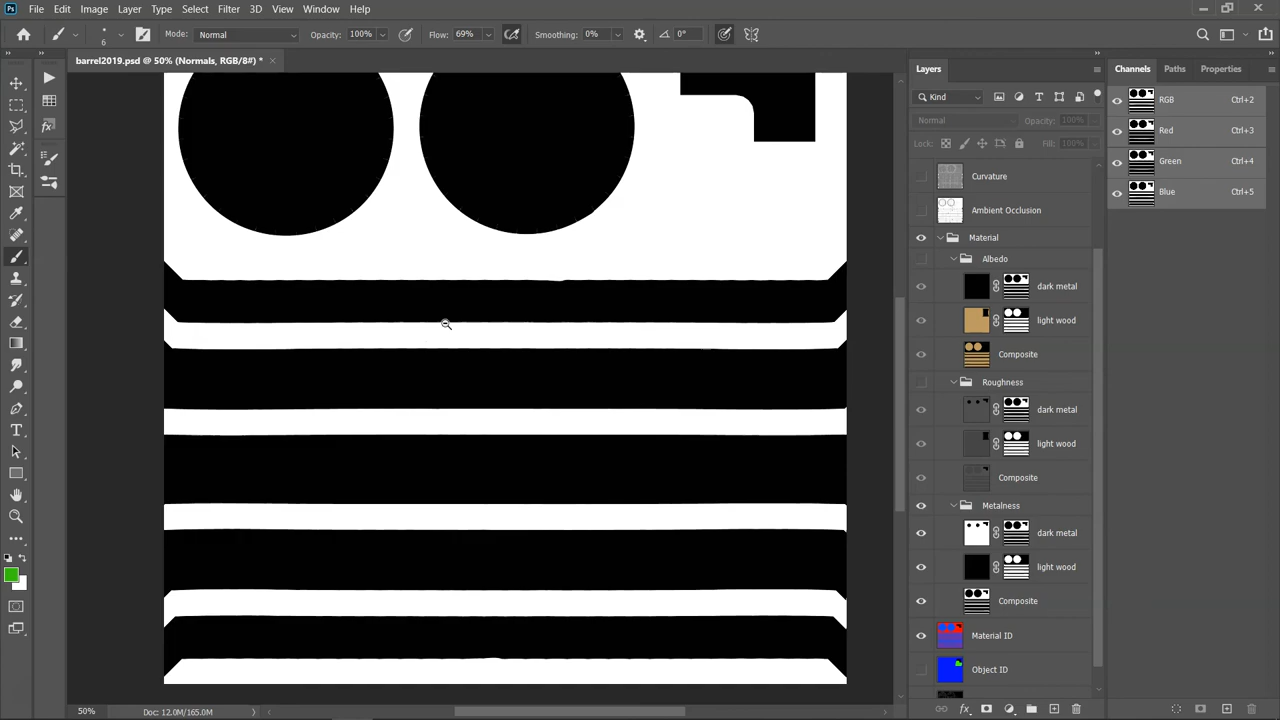 Ps File Edit Image Layer Type Select Filter 3D View Window Help
6 Mode: Normal Opacity: 100% Flow: 69% Smoothing: 0% 0°
barrel2019.psd @ 50% (Normals, RGB/8#) *
Layers
Kind
Normal Opacity: 100%
Lock: Fill: 100%
Curvature
Ambient Occlusion
Material
Albedo
dark metal
light wood
Composite
Roughness
dark metal
light wood
Composite
Metalness
dark metal
light wood
Composite
Material ID
Object ID
Channels Paths Properties
RGB Ctrl+2
Red Ctrl+3
Green Ctrl+4
Blue Ctrl+5
50% Doc: 12.0M/165.0M